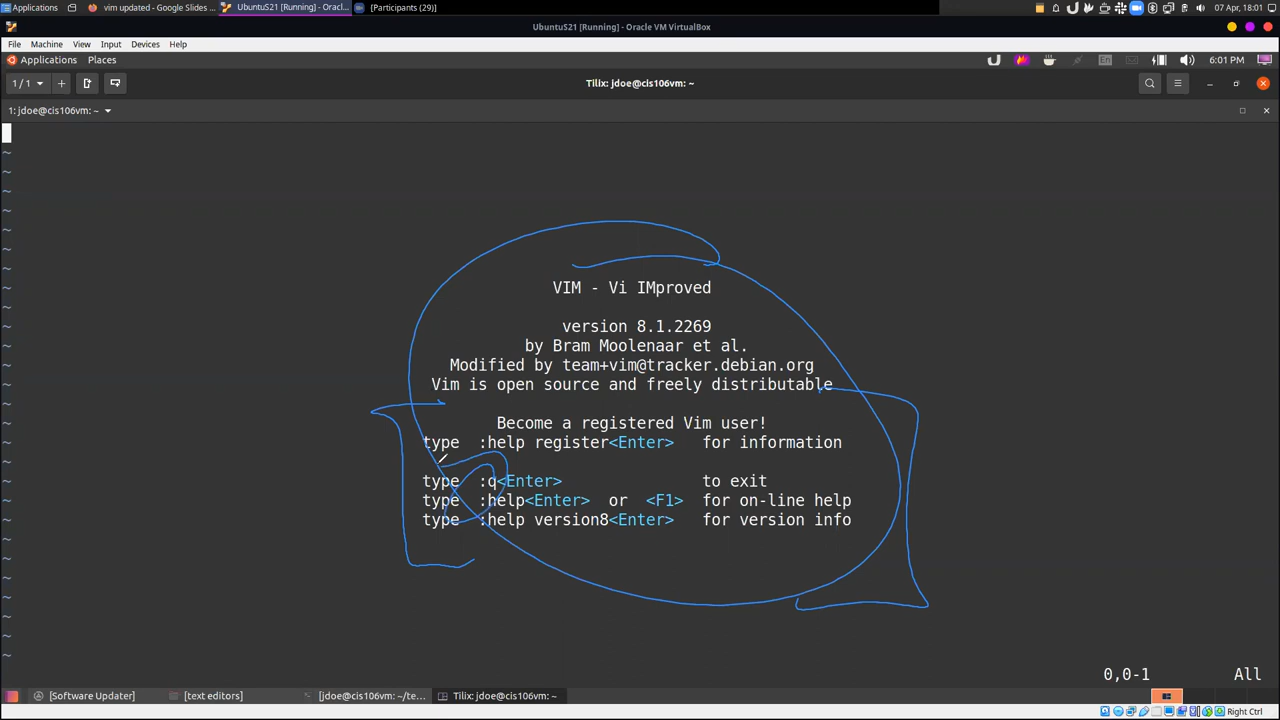 Applications vim updated - Google Slides ... UbuntuS21 [Running] - Oracl... [Participants (29)] 07 Apr, 18:01
UbuntuS21 [Running] - Oracle VM VirtualBox
File Machine View Input Devices Help
Applications Places En 6:01 PM
1 / 1 Tilix: jdoe@cis106vm: ~
1: jdoe@cis106vm: ~
~
~
~
~
~
~
~
VIM - Vi IMproved
~
version 8.1.2269
~
by Bram Moolenaar et al.
~
Modified by team+vim@tracker.debian.org
~
Vim is open source and freely distributable
~
~
Become a registered Vim user!
~
type :help register<Enter> for information
~
~
type :q<Enter> to exit
~
type :help<Enter> or <F1> for on-line help
~
type :help version8<Enter> for version info
~
~
~
~
~
~
~
~
0,0-1 All
[Software Updater] [text editors] [jdoe@cis106vm: ~/te... Tilix: jdoe@cis106vm: ~
Right Ctrl